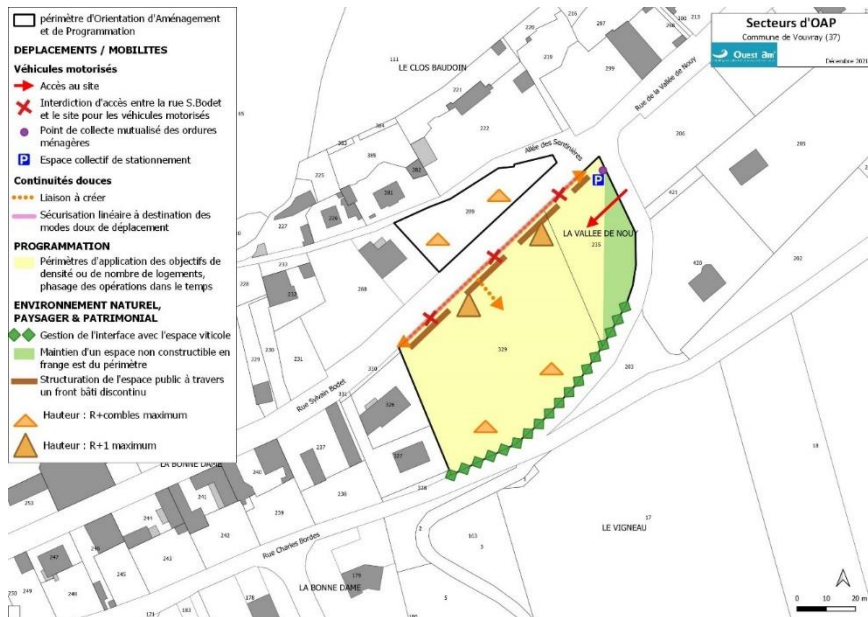 périmètre d'Orientation d'Aménagement
et de Programmation
DEPLACEMENTS / MOBILITES
Véhicules motorisés
Accès au site
Interdiction d'accès entre la rue S.Bodet
et le site pour les véhicules motorisés
Point de collecte mutualisé des ordures
ménagères
P
Espace collectif de stationnement
Continuités douces
Liaison à créer
Sécurisation linéaire à destination des
modes doux de déplacement
PROGRAMMATION
Périmètres d'application des objectifs de
densité ou de nombre de logements,
phasage des opérations dans le temps
ENVIRONNEMENT NATUREL,
PAYSAGER & PATRIMONIAL
Gestion de l'interface avec l'espace viticole
Maintien d'un espace non constructible en
frange est du périmètre
Structuration de l'espace public à travers
un front bâti discontinu
Hauteur : R+combles maximum
Hauteur : R+1 maximum
Secteurs d'OAP
Commune de Vouvray (37)
Ouest Am'
LE CLOS BAUDOIN
Rue de la Vallée de Nouy
Allée des Sentinières
P
LA VALLEE DE NOUY
215
329
Rue Sylvain Bodet
LA BONNE DAME
Rue Charles Bordes
LA BONNE DAME
LE VIGNEAU
0 10 20 m